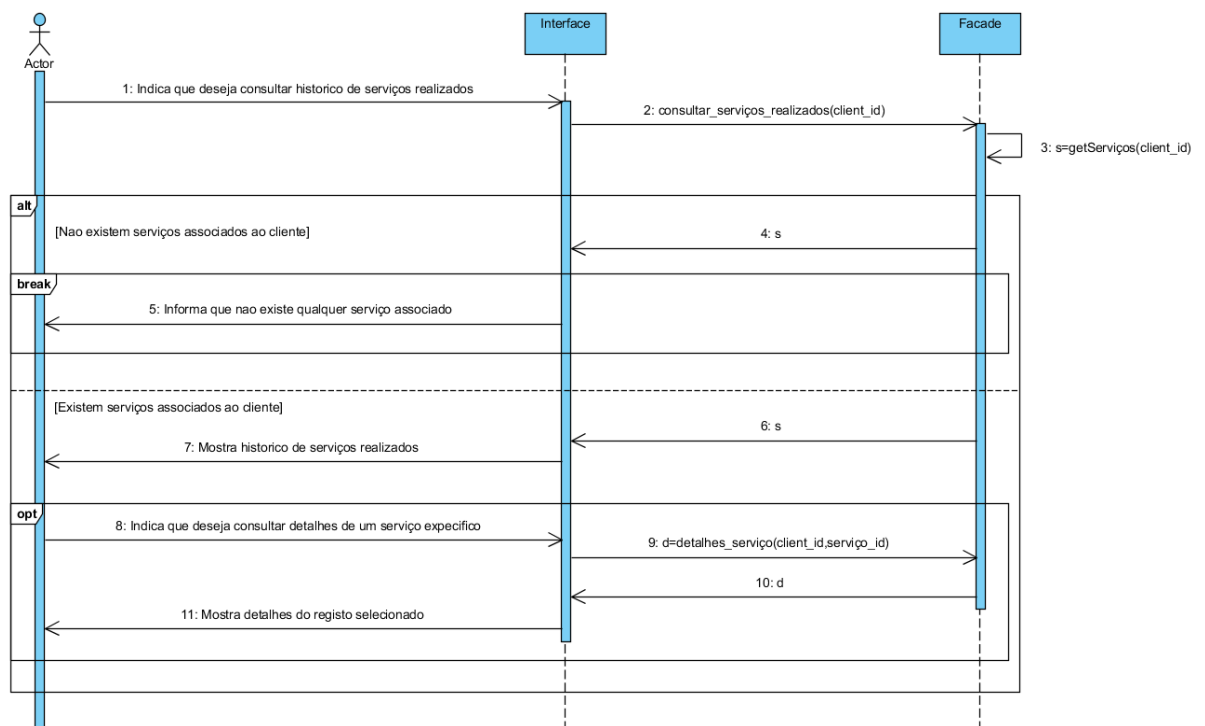 Interface
Facade
Actor
1: Indica que deseja consultar historico de serviços realizados
2: consultar_serviços_realizados(client_id)
3: s=getServiços(client_id)
alt
[Nao existem serviços associados ao cliente]
4: s
break
5: Informa que nao existe qualquer serviço associado
[Existem serviços associados ao cliente]
6: s
7: Mostra historico de serviços realizados
opt
8: Indica que deseja consultar detalhes de um serviço expecifico
9: d=detalhes_serviço(client_id,serviço_id)
10: d
11: Mostra detalhes do registo selecionado